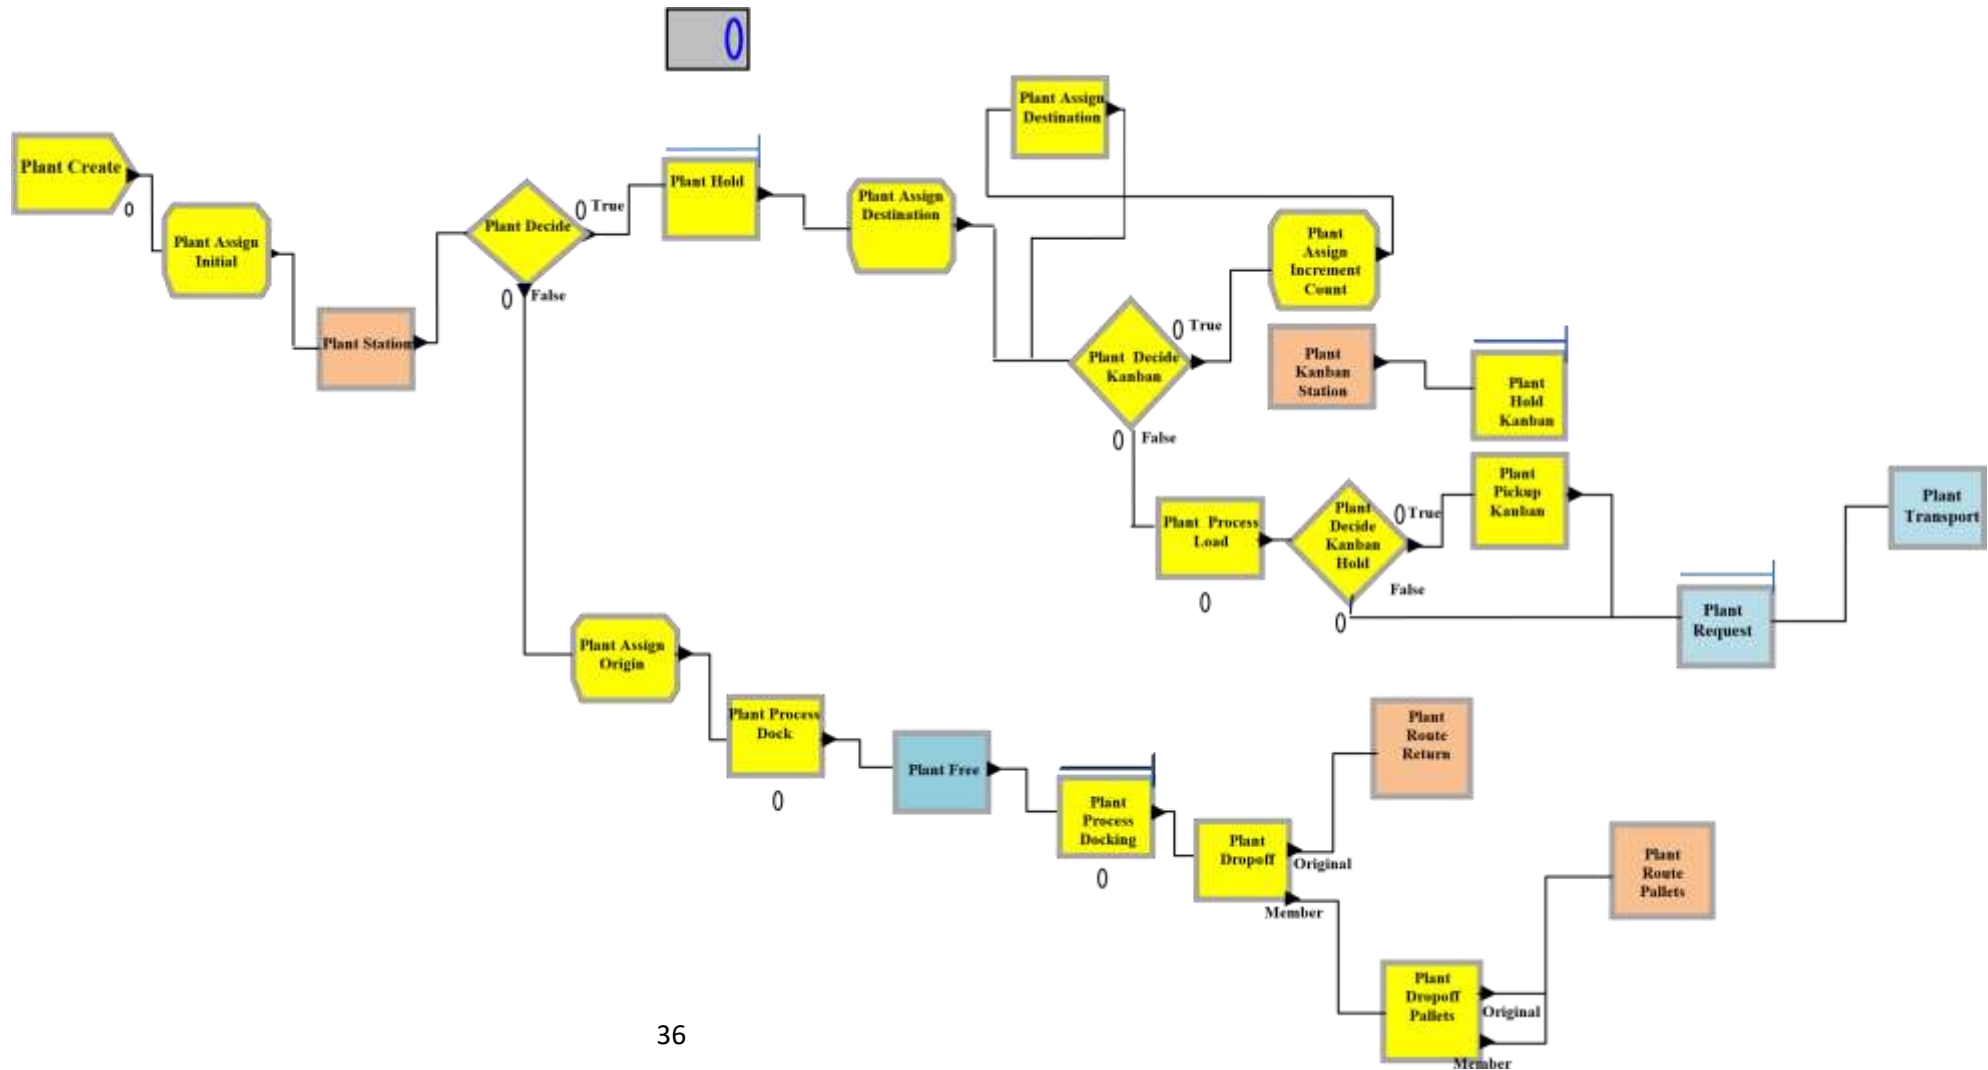 0
Plant Create
0
Plant Assign
Initial
Plant Station
Plant Decide
0 True
0 False
Plant Hold
Plant Assign
Destination
Plant Assign
Destination
Plant Decide
Kanban
0 True
0 False
Plant
Assign
Increment
Count
Plant
Kanban
Station
Plant
Hold
Kanban
Plant Process
Load
0
Plant
Decide
Kanban
Hold
0 True
False
0
Plant
Pickup
Kanban
Plant
Request
Plant
Transport
Plant Assign
Origin
Plant Process
Dock
0
Plant Free
Plant
Process
Docking
0
Plant
Dropoff
Original
Member
Plant
Route
Return
Plant
Dropoff
Pallets
Original
Member
Plant
Route
Pallets
36